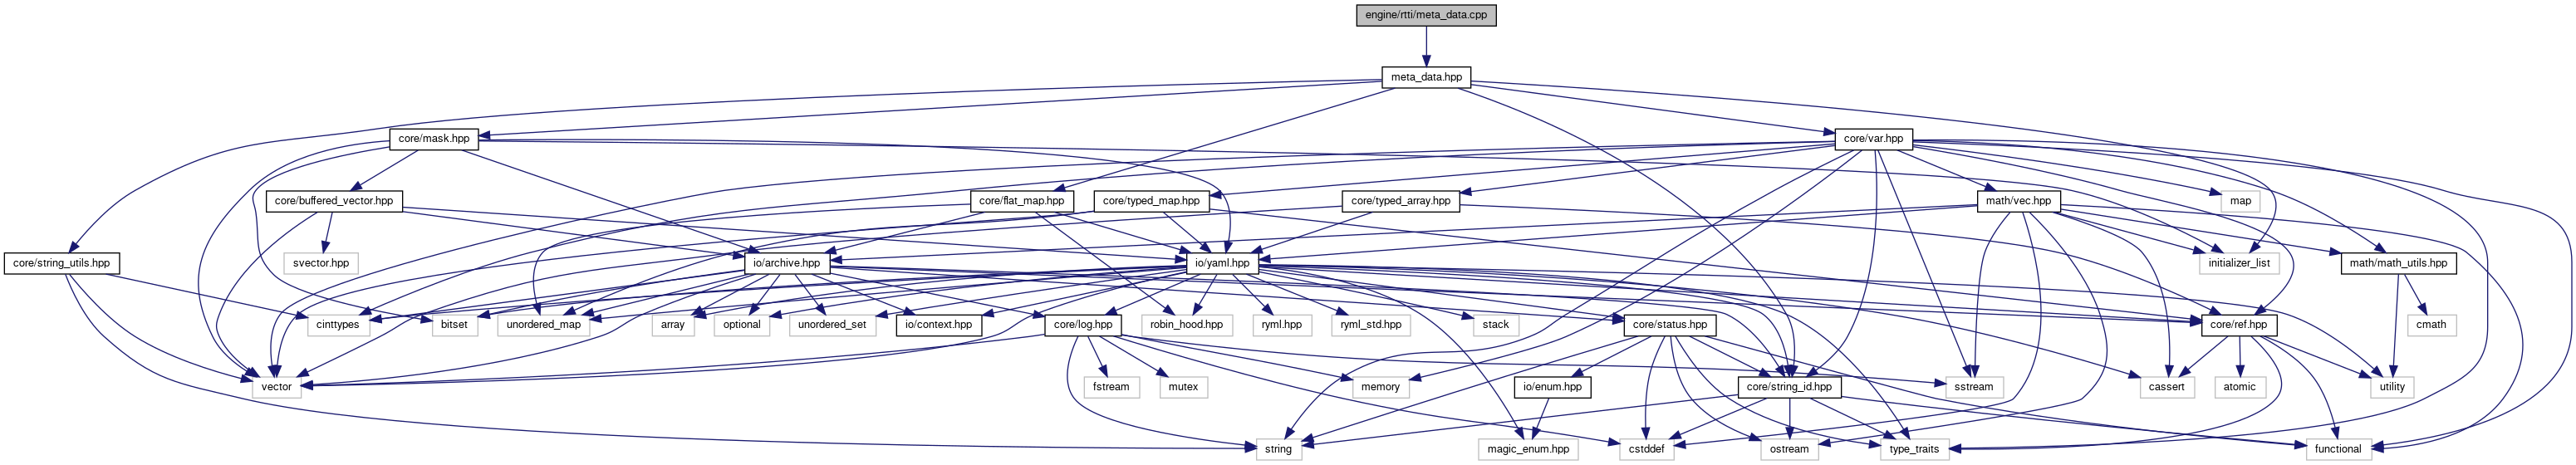 engine/rtti/meta_data.cpp
meta_data.hpp
core/mask.hpp
core/var.hpp
core/buffered_vector.hpp
core/flat_map.hpp
core/typed_map.hpp
core/typed_array.hpp
math/vec.hpp
map
core/string_utils.hpp
svector.hpp
io/archive.hpp
io/yaml.hpp
initializer_list
math/math_utils.hpp
cinttypes
bitset
unordered_map
array
optional
unordered_set
io/context.hpp
core/log.hpp
robin_hood.hpp
ryml.hpp
ryml_std.hpp
stack
core/status.hpp
core/ref.hpp
cmath
vector
fstream
mutex
memory
io/enum.hpp
core/string_id.hpp
sstream
cassert
atomic
utility
string
magic_enum.hpp
cstddef
ostream
type_traits
functional